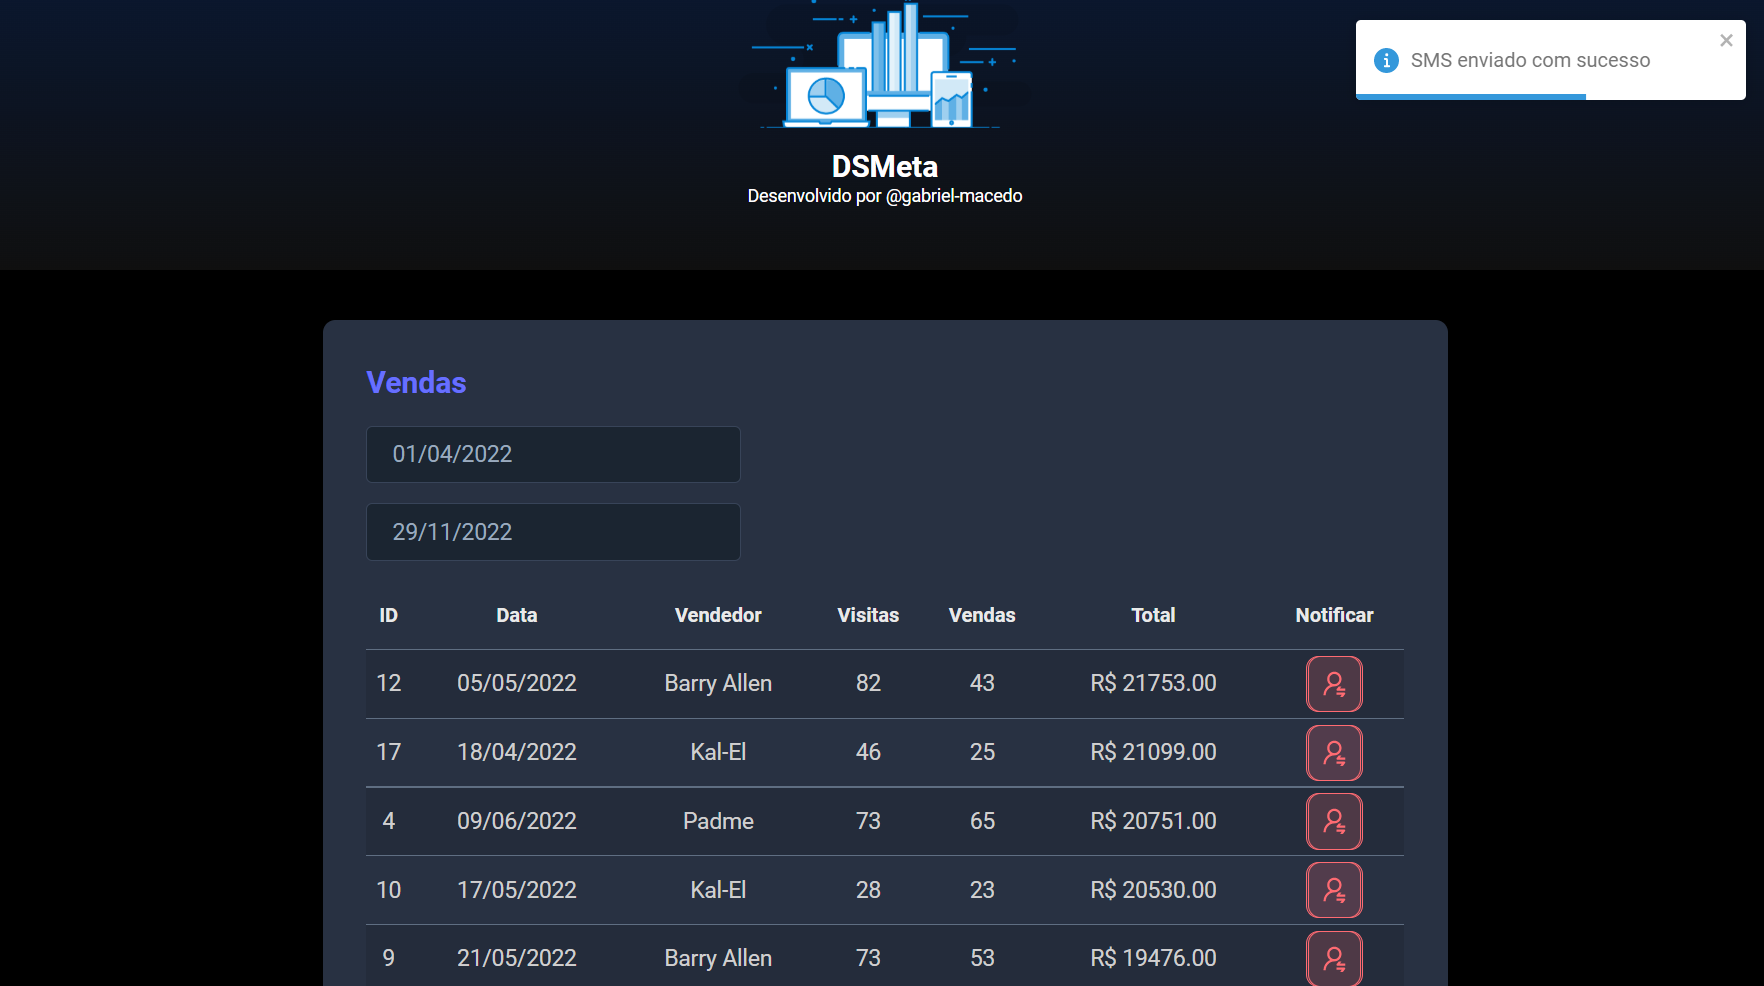 SMS enviado com sucesso
DSMeta
Desenvolvido por @gabriel-macedo
Vendas
01/04/2022
29/11/2022
ID Data Vendedor Visitas Vendas Total Notificar
12 05/05/2022 Barry Allen 82 43 R$ 21753.00
17 18/04/2022 Kal-El 46 25 R$ 21099.00
4 09/06/2022 Padme 73 65 R$ 20751.00
10 17/05/2022 Kal-El 28 23 R$ 20530.00
9 21/05/2022 Barry Allen 73 53 R$ 19476.00